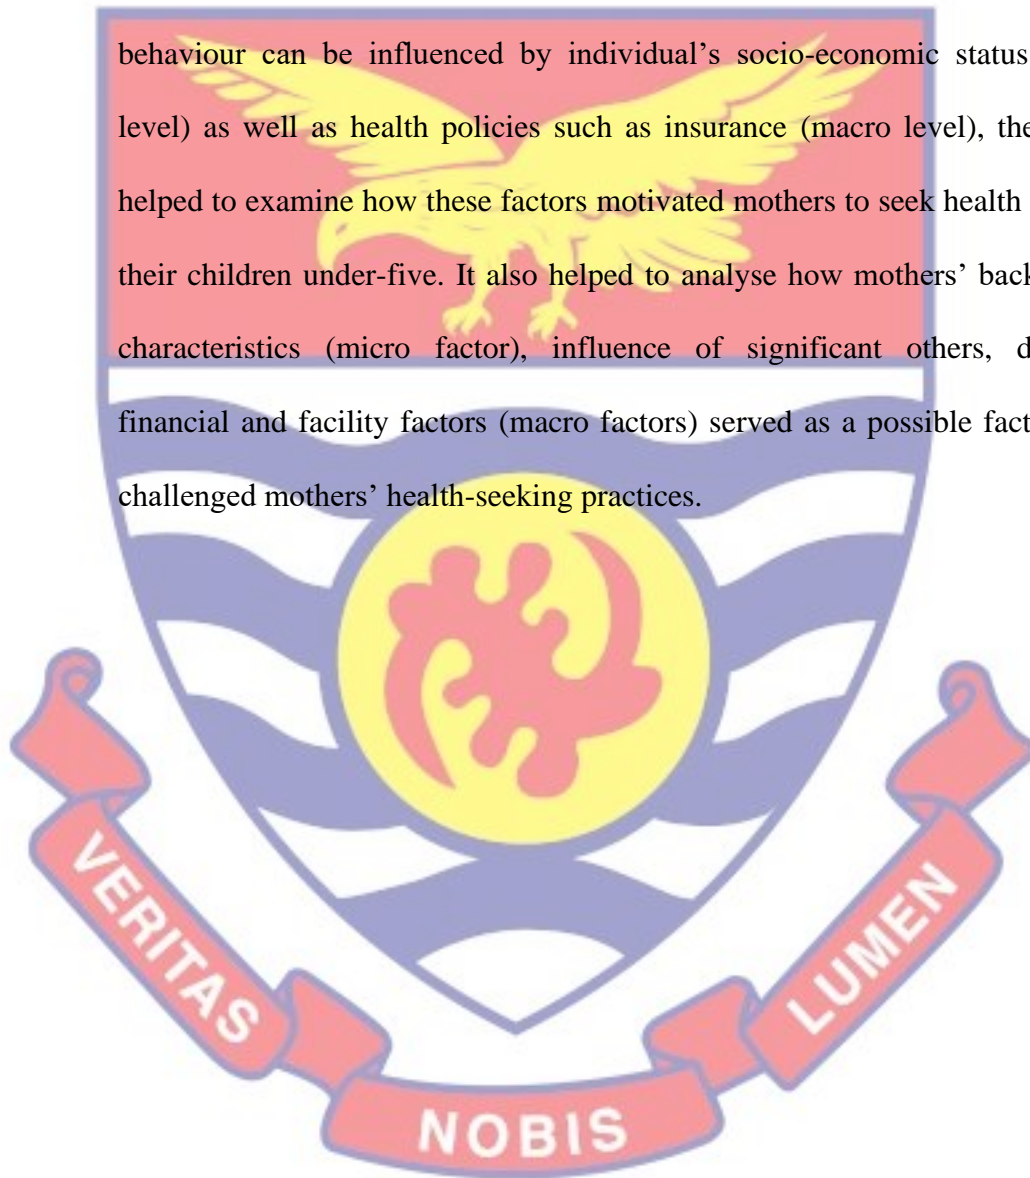 behaviour can be influenced by individual's socio-economic status
level) as well as health policies such as insurance (macro level), the
helped to examine how these factors motivated mothers to seek health
their children under-five. It also helped to analyse how mothers' back
characteristics (micro factor), influence of significant others, d
financial and facility factors (macro factors) served as a possible fact
challenged mothers' health-seeking practices.
VERITAS
NOBIS
LUMEN